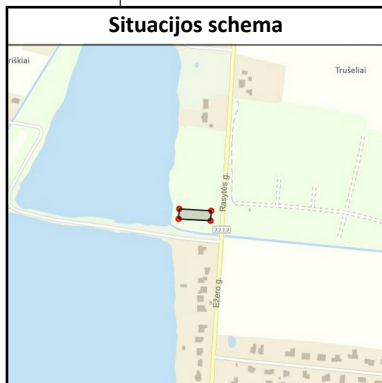 Situacijos schema
riškiai
Trušeliai
Rasytės g.
2212
Ežero g.